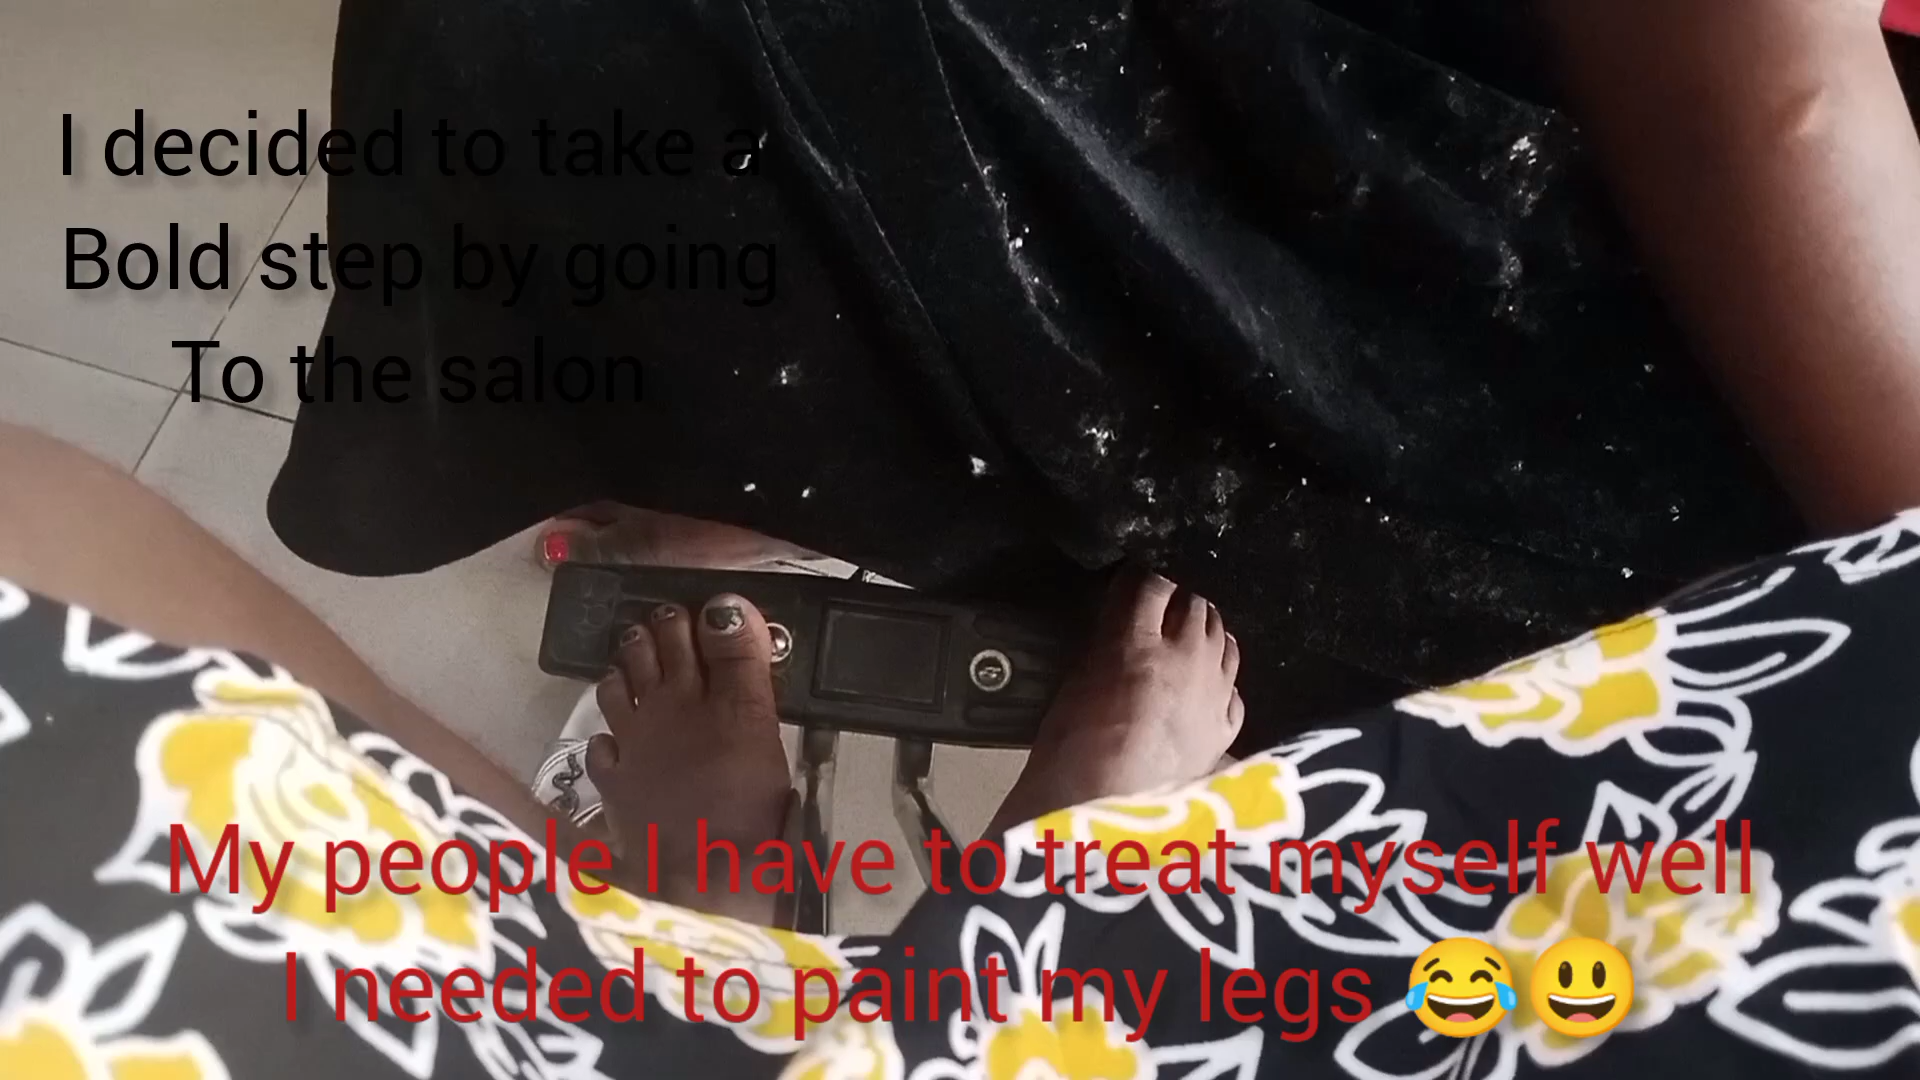 I decided to take a
Bold step by going
To the salon
My people I have to treat myself well
I needed to paint my legs 😂😃